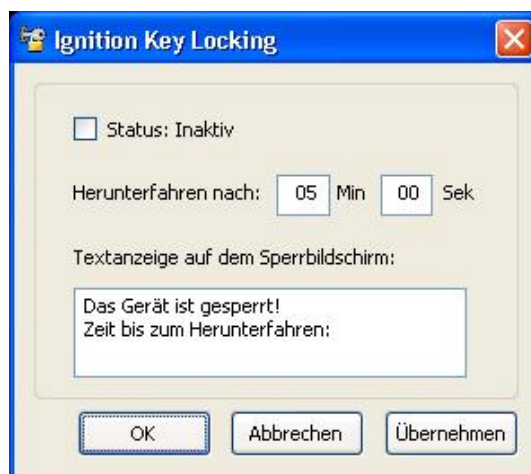 Ignition Key Locking
Status: Inaktiv
Herunterfahren nach: 05 Min 00 Sek
Textanzeige auf dem Sperrbildschirm:
Das Gerät ist gesperrt!
Zeit bis zum Herunterfahren:
OK Abbrechen Übernehmen